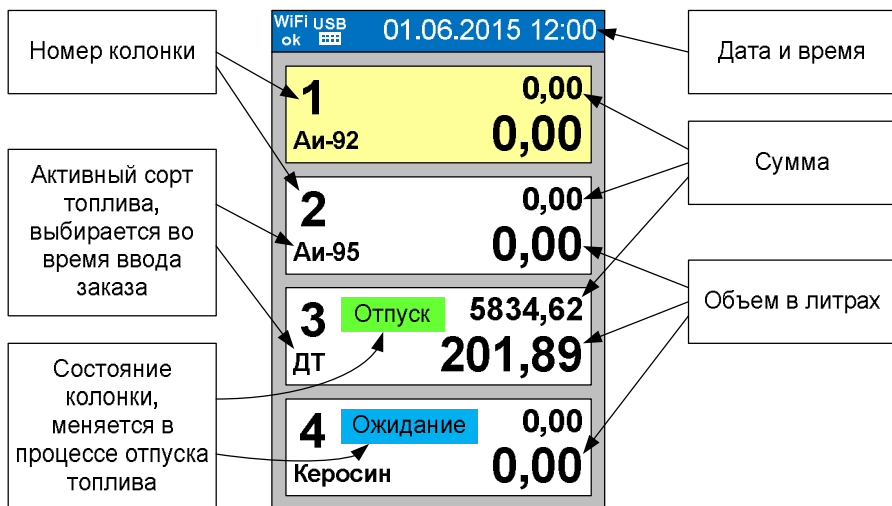 WiFi USB 01.06.2015 12:00
ok
Номер колонки
Активный сорт
топлива,
выбирается во
время ввода
заказа
Состояние
колонки,
меняется в
процессе отпуска
топлива
1 0,00
Аи-92 0,00
2 0,00
Аи-95 0,00
3 Отпуск 5834,62
ДТ 201,89
4 Ожидание 0,00
Керосин 0,00
Дата и время
Сумма
Объем в литрах